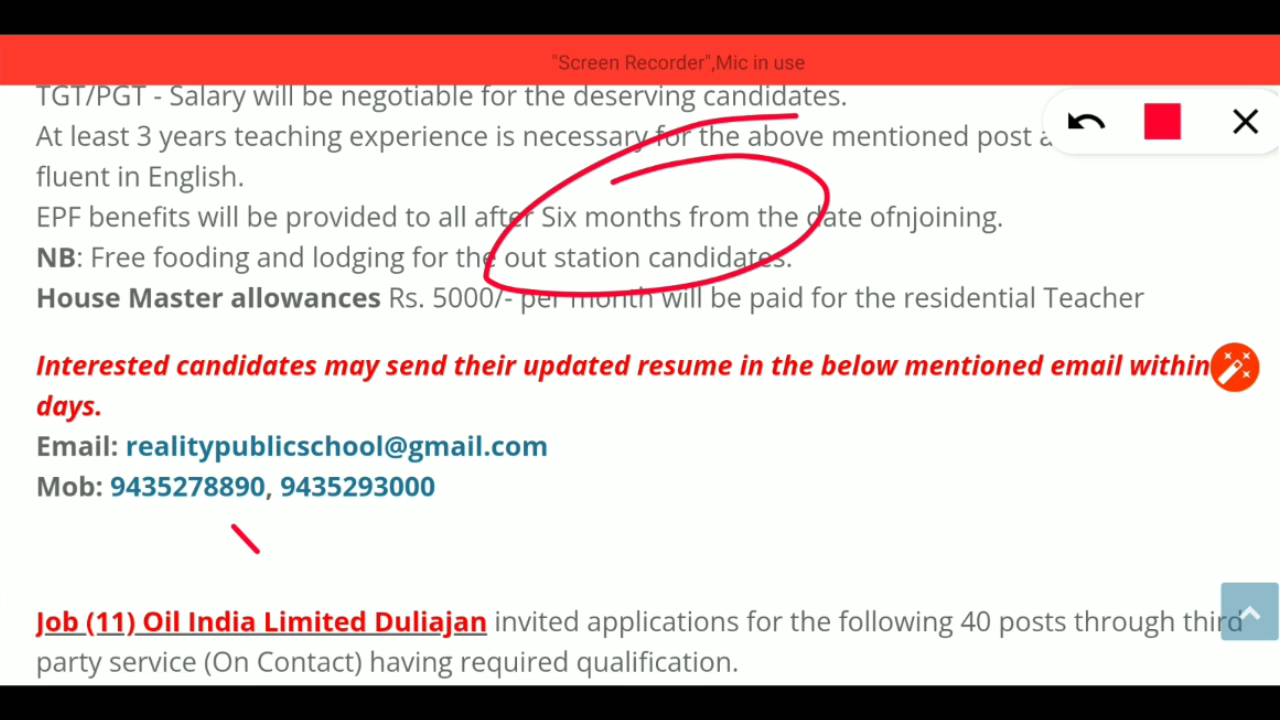 "Screen Recorder",Mic in use
TGT/PGT - Salary will be negotiable for the deserving candidates.
At least 3 years teaching experience is necessary for the above mentioned post
fluent in English.
EPF benefits will be provided to all after Six months from the date ofnjoining.
NB: Free fooding and lodging for the out station candidates.
House Master allowances Rs. 5000/- per month will be paid for the residential Teacher
Interested candidates may send their updated resume in the below mentioned email within
days.
Email: realitypublicschool@gmail.com
Mob: 9435278890, 9435293000
Job (11) Oil India Limited Duliajan invited applications for the following 40 posts through third
party service (On Contact) having required qualification.